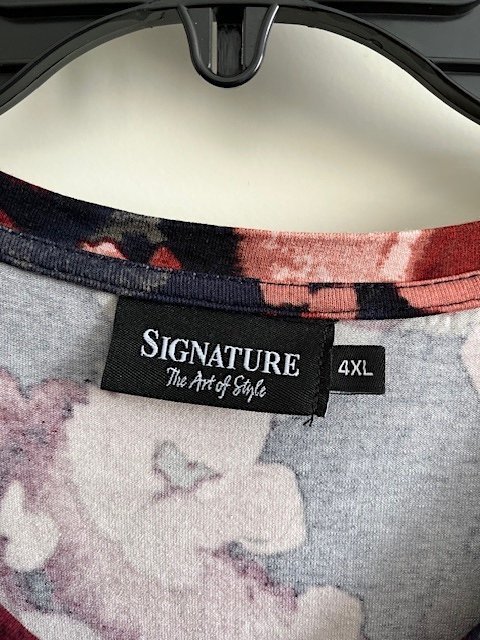 SIGNATURE
The Art of Style
4XL